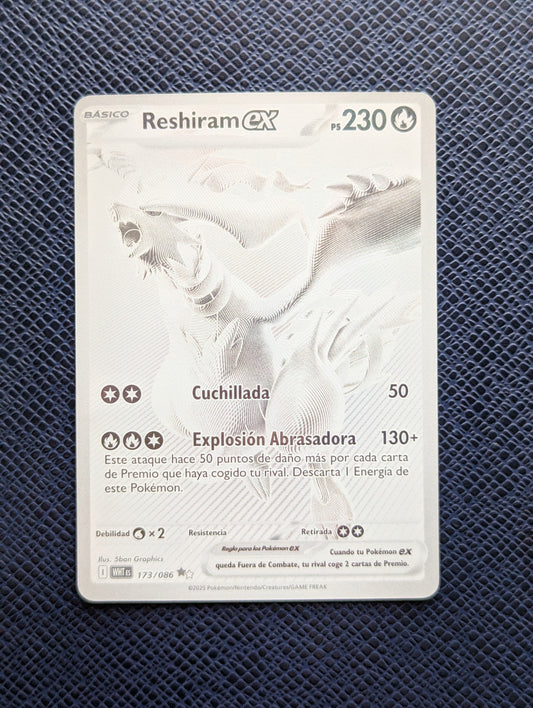 BÁSICO Reshiram ex PS 230
Cuchillada 50
Explosión Abrasadora 130+
Este ataque hace 50 puntos de daño más por cada carta
de Premio que haya cogido tu rival. Descarta 1 Energía de
este Pokémon.
Debilidad × 2 Resistencia Retirada
Ilus. 5ban Graphics
Regla para los Pokémon ex Cuando tu Pokémon ex
queda Fuera de Combate, tu rival coge 2 cartas de Premio.
I WHT ES 173/086
©2025 Pokémon/Nintendo/Creatures/GAME FREAK